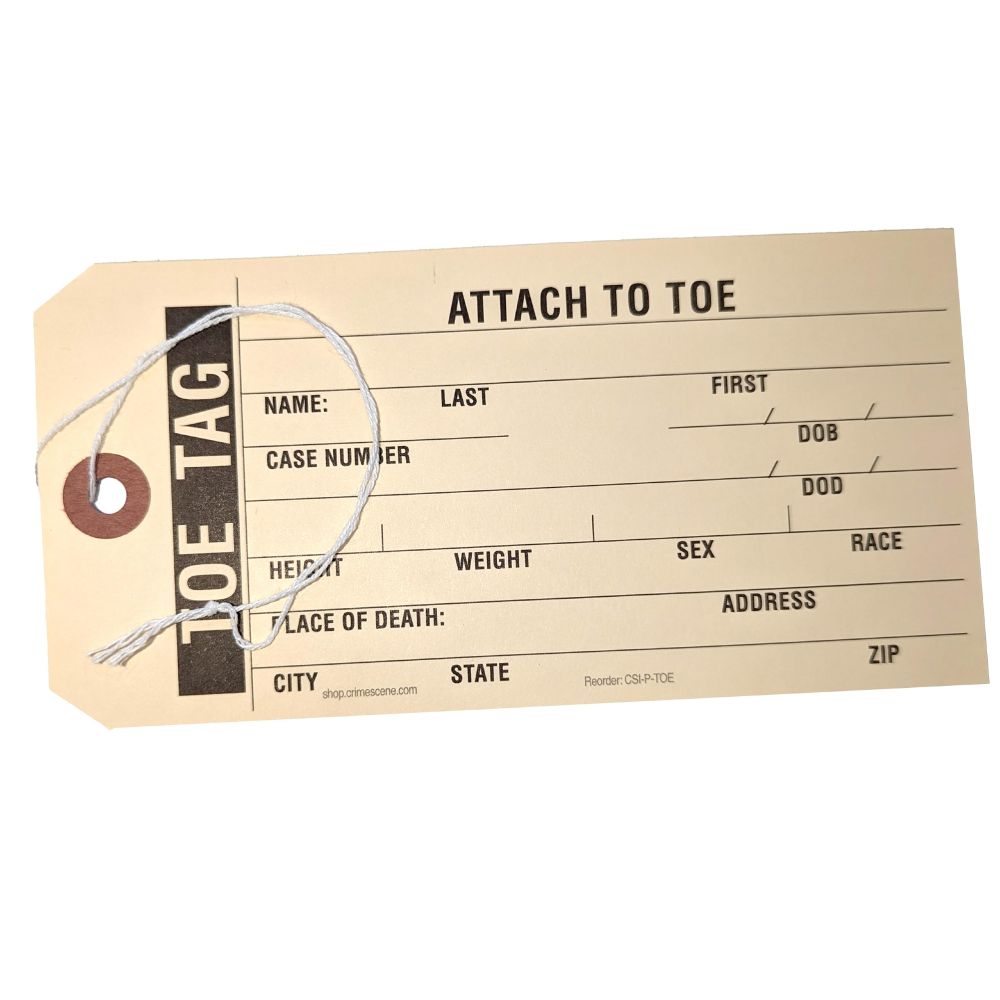 ATTACH TO TOE
TOE TAG
NAME: LAST FIRST
/ /
CASE NUMBER DOB
/ /
DOD
HEIGHT WEIGHT SEX RACE
PLACE OF DEATH: ADDRESS
CITY STATE ZIP
shop.crimescene.com Reorder: CSI-P-TOE